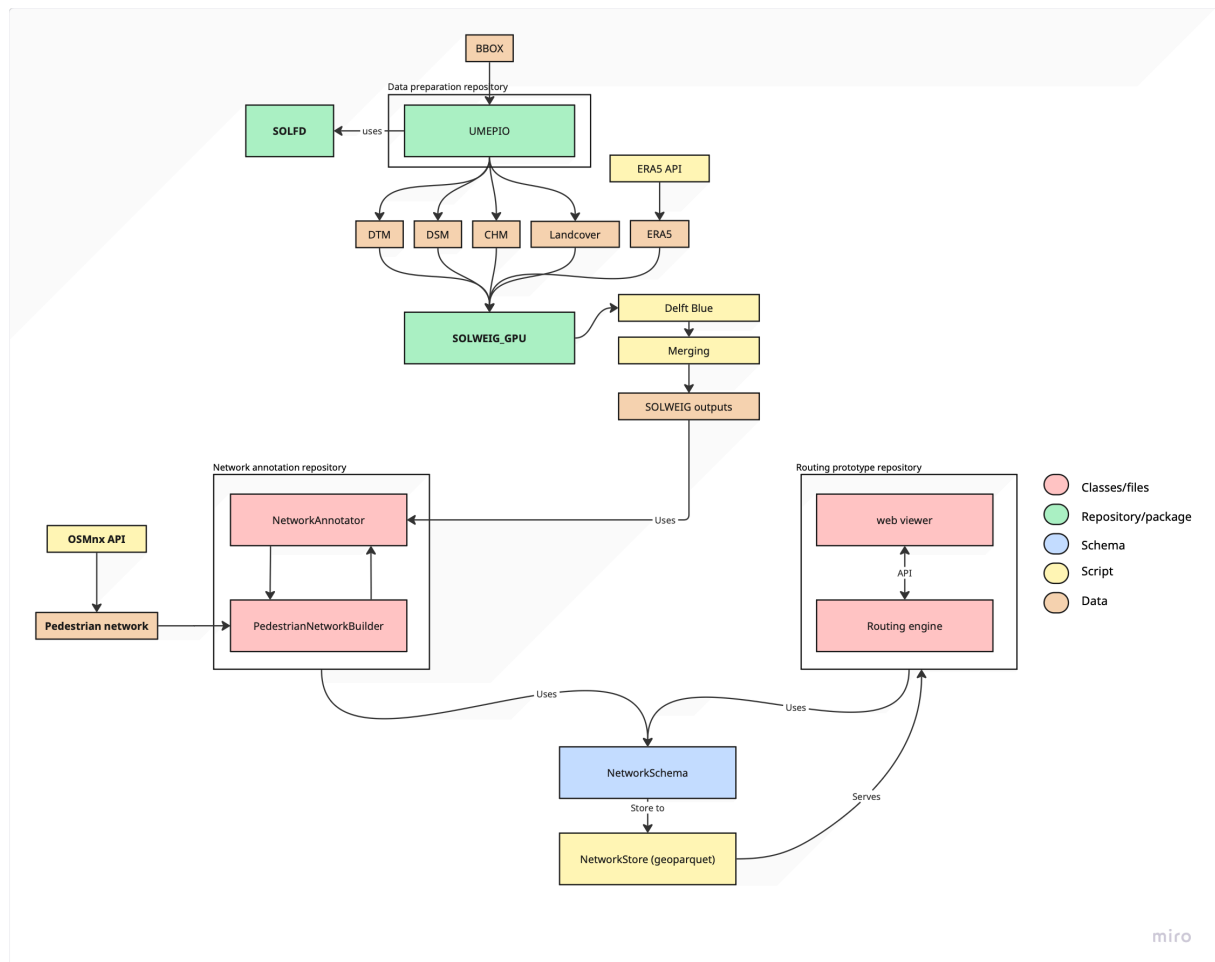 BBOX
Data preparation repository
SOLFD
uses
UMEPIO
ERA5 API
DTM
DSM
CHM
Landcover
ERA5
Delft Blue
SOLWEIG_GPU
Merging
SOLWEIG outputs
Network annotation repository
Routing prototype repository
NetworkAnnotator
Uses
web viewer
OSMnx API
API
Pedestrian network
PedestrianNetworkBuilder
Routing engine
Classes/files
Repository/package
Schema
Script
Data
Uses
Uses
NetworkSchema
Store to
Serves
NetworkStore (geoparquet)
miro